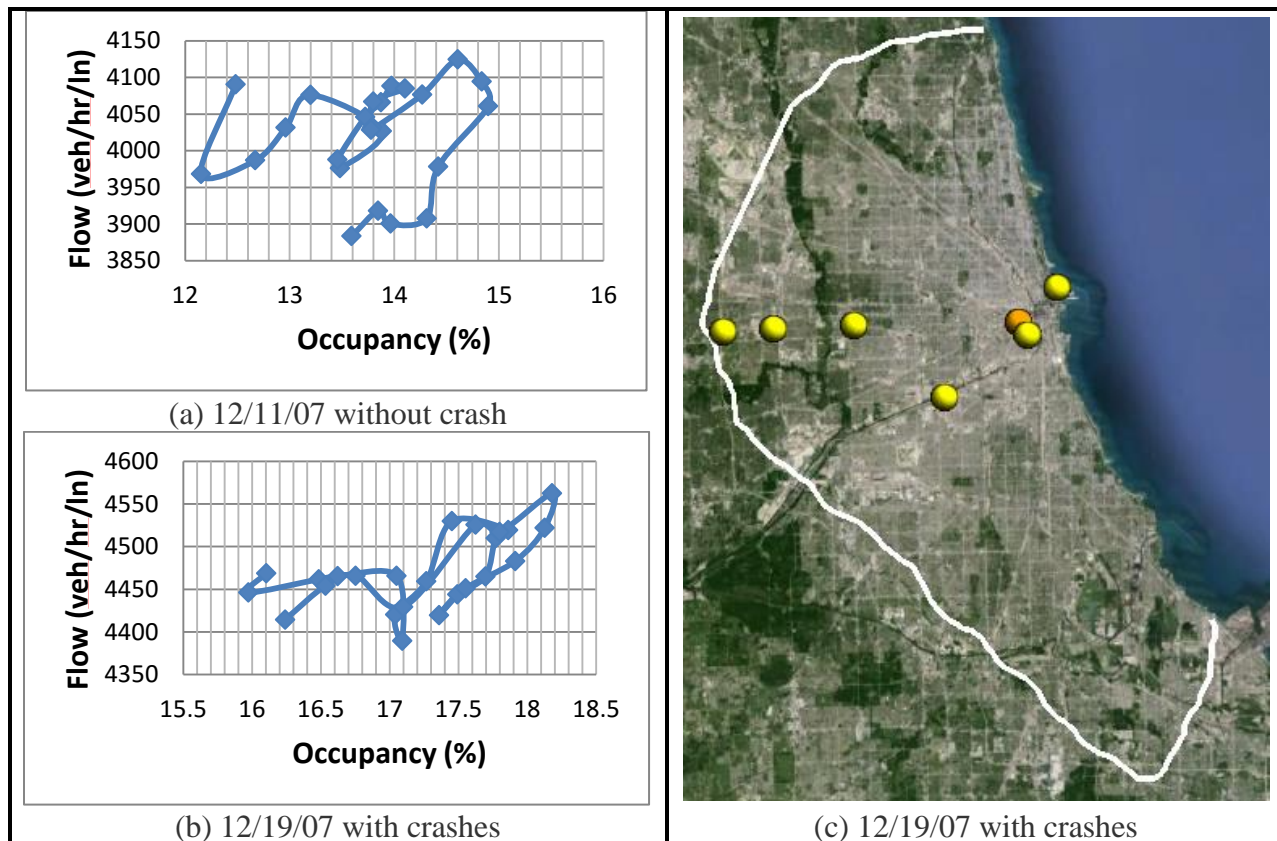 4150
4100
4050
4000
3950
3900
3850
Flow (veh/hr/ln)
12 13 14 15 16
Occupancy (%)
(a) 12/11/07 without crash
4600
4550
4500
4450
4400
4350
Flow (veh/hr/ln)
15.5 16 16.5 17 17.5 18 18.5
Occupancy (%)
(b) 12/19/07 with crashes
(c) 12/19/07 with crashes